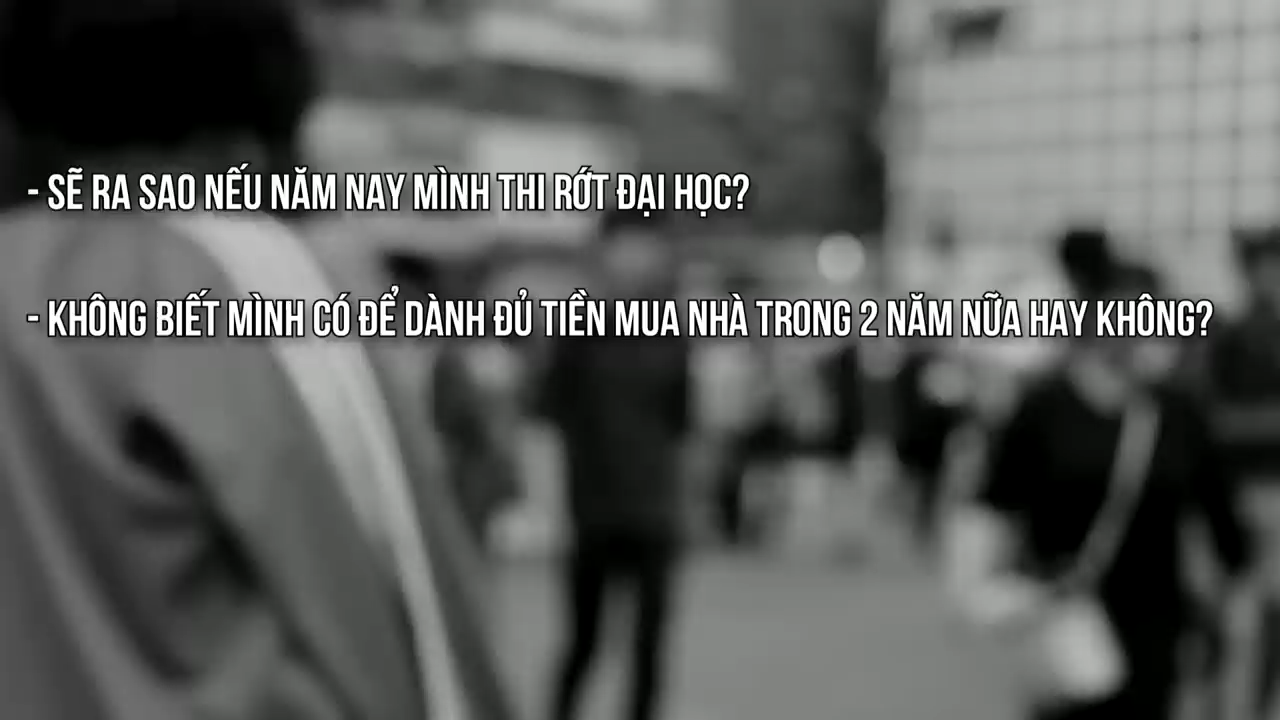 - SẼ RA SAO NẾU NĂM NAY MÌNH THI RỚT ĐẠI HỌC?
- KHÔNG BIẾT MÌNH CÓ ĐỂ DÀNH ĐỦ TIỀN MUA NHÀ TRONG 2 NĂM NỮA HAY KHÔNG?